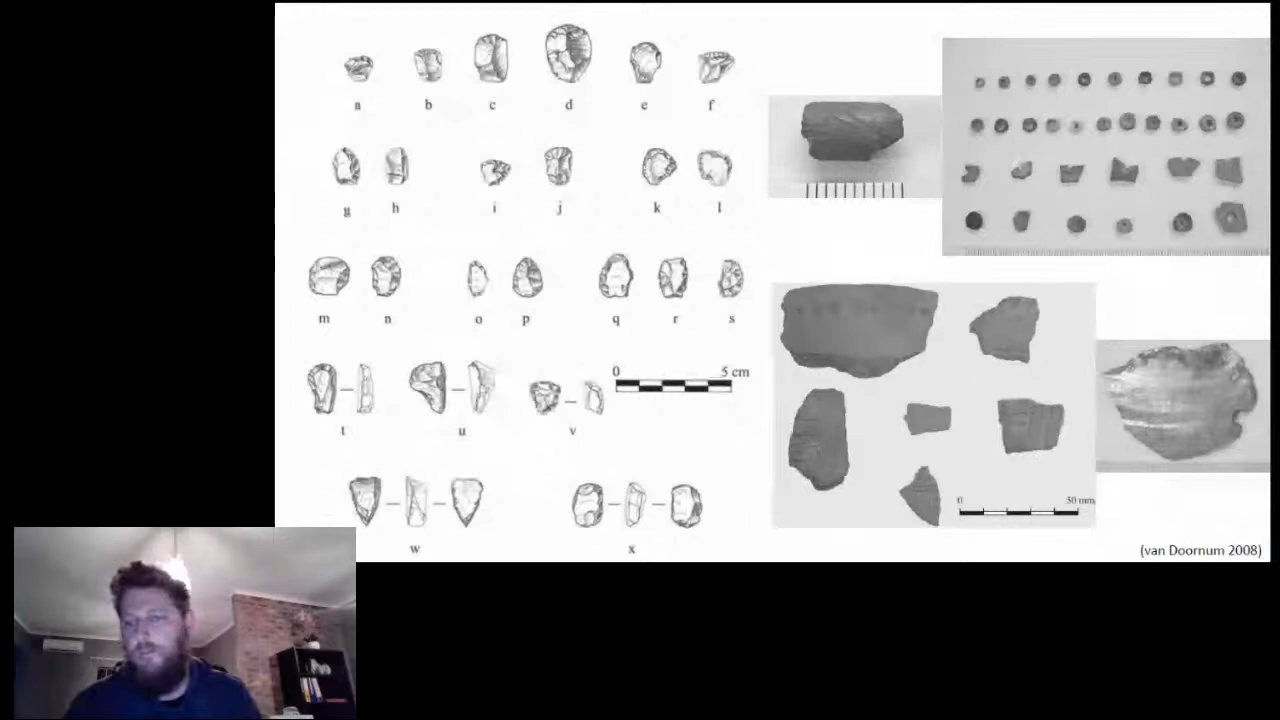 a b c d e f
g h i j k l
m n o p q r s
0 5 cm
t u v
0 50 mm
w x
(van Doornum 2008)